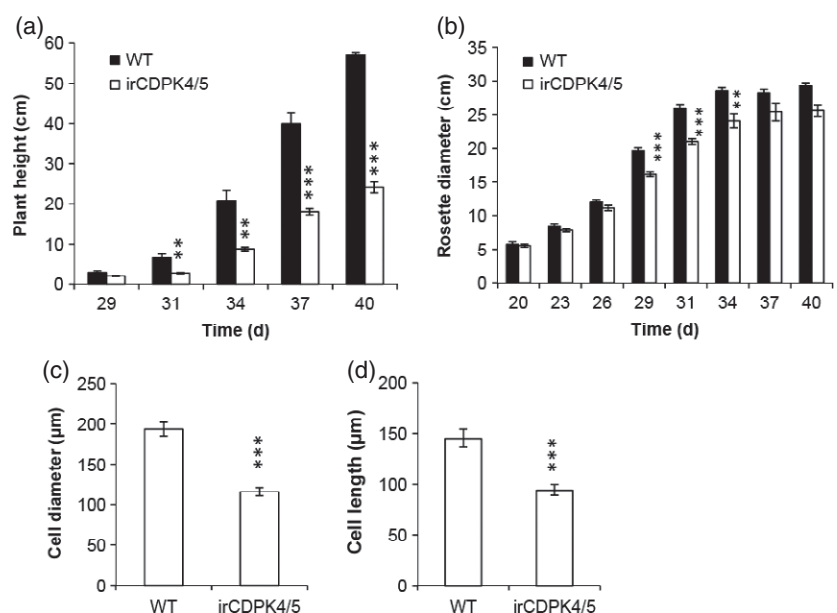 (a)
Plant height (cm)
60
50
40
30
20
10
0
WT
irCDPK4/5
**
**
***
***
29 31 34 37 40
Time (d)
(b)
Rosette diameter (cm)
35
30
25
20
15
10
5
0
WT
irCDPK4/5
***
***
**
20 23 26 29 31 34 37 40
Time (d)
(c)
Cell diameter (µm)
250
200
150
100
50
0
***
WT irCDPK4/5
(d)
Cell length (µm)
200
150
100
50
0
***
WT irCDPK4/5